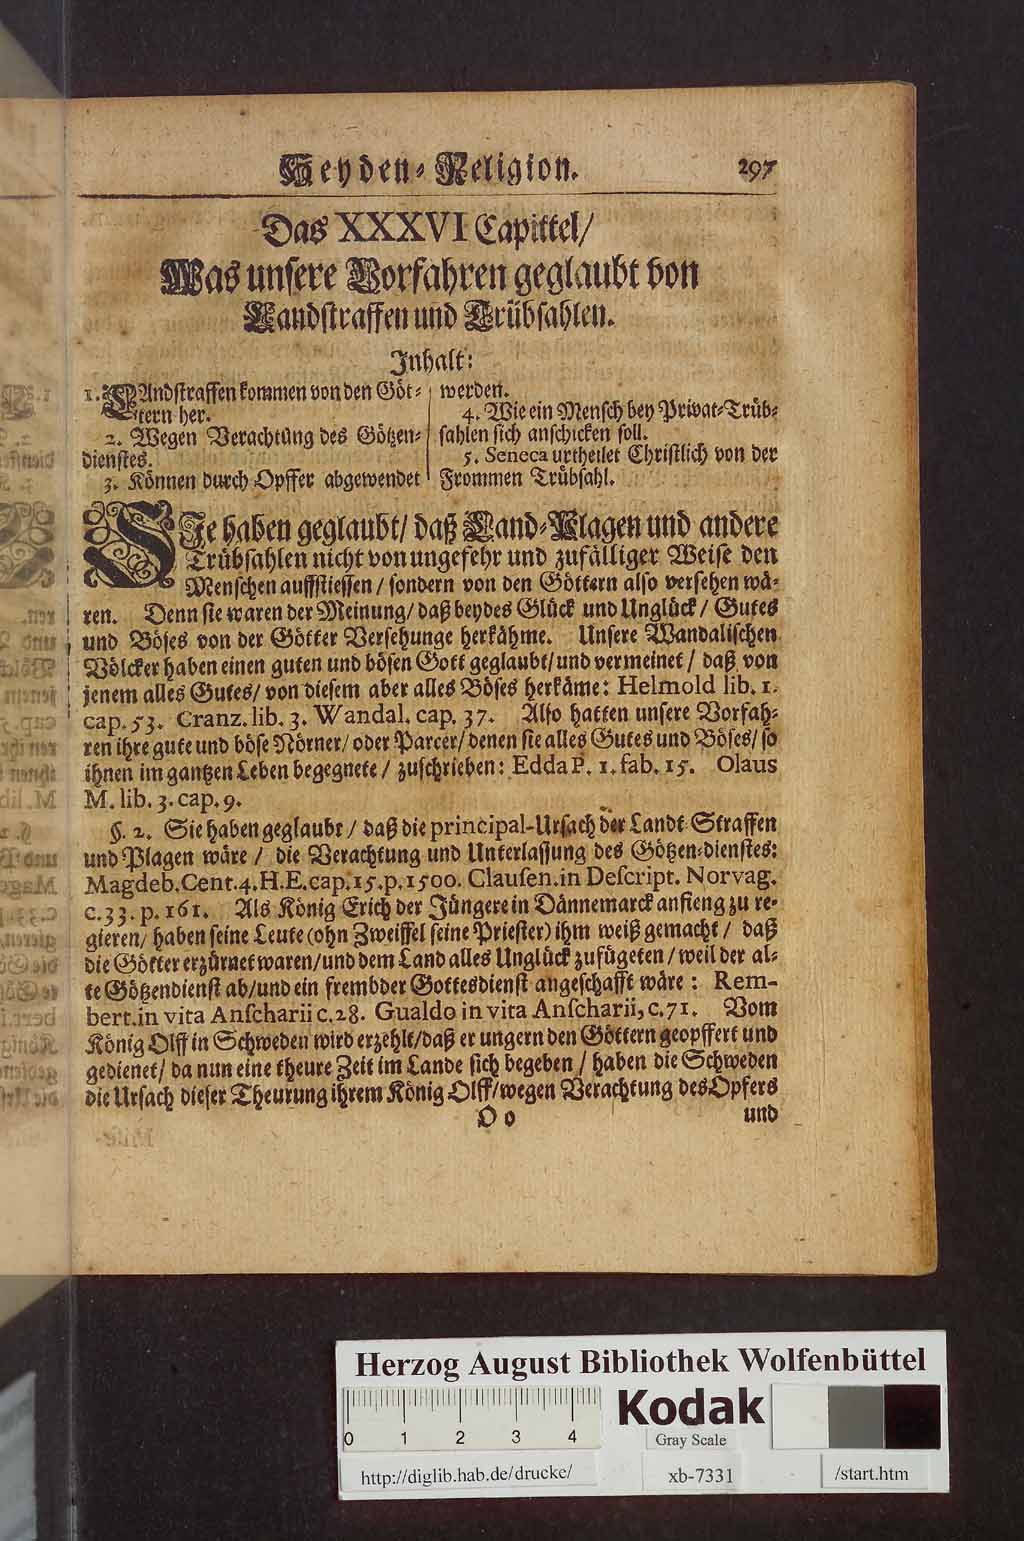 Heyden-Religion. 297
Das XXXVI Capittel/
Was unsere Vorfahren geglaubt von
Landstraffen und Trübsahlen.
Inhalt:
1. LAndstraffen kommen von den Göt-
tern her.
2. Wegen Verachtung des Götzen-
dienstes.
3. Können durch Opffer abgewendet
werden.
4. Wie ein Mensch bey Privat-Trüb-
sahlen sich anschicken soll.
5. Seneca urtheilet Christlich von der
Frommen Trübsahl.
SIe haben geglaubt/ daß Land-Plagen und andere
Trübsahlen nicht von ungefehr und zufälliger Weise den
Menschen auffstiessen/ sondern von den Göttern also versehen wä-
ren. Denn sie waren der Meinung/ daß beydes Glück und Unglück/ Gutes
und Böses von der Götter Versehunge herkähme. Unsere Wandalischen
Völcker haben einen guten und bösen Gott geglaubt/ und vermeinet/ daß von
jenem alles Gutes/ von diesem aber alles Böses herkäme: Helmold lib. 1.
cap. 53. Cranz. lib. 3. Wandal. cap. 37. Also hatten unsere Vorfah-
ren ihre gute und böse Nörner/ oder Parcer/ denen sie alles Gutes und Böses/ so
ihnen im gantzen Leben begegnete/ zuschrieben: Edda P. 1. fab. 15. Olaus
M. lib. 3. cap. 9.
§. 2. Sie haben geglaubt/ daß die principal-Ursach der Landt-Straffen
und Plagen wäre/ die Verachtung und Unterlassung des Götzen-dienstes:
Magdeb. Cent. 4. H. E. cap. 15. p. 1500. Clausen. in Descript. Norvag.
c. 33. p. 161. Als König Erich der Jüngere in Dännemarck anfieng zu re-
gieren/ haben seine Leute (ohn Zweiffel seine Priester) ihm weiß gemacht/ daß
die Götter erzürnet waren/ und dem Land alles Unglück zufügeten/ weil der al-
te Götzendienst ab/ und ein frembder Gottesdienst angeschafft wäre: Rem-
bert. in vita Anscharii c. 28. Gualdo in vita Anscharii, c. 71. Vom
König Olff in Schweden wird erzehlt/ daß er ungern den Göttern geopffert und
gedienet/ da nun eine theure Zeit im Lande sich begeben/ haben die Schweden
die Ursach dieser Theurung ihrem König Olff/ wegen Verachtung des Opfers
O o und
Herzog August Bibliothek Wolfenbüttel
0 1 2 3 4
Kodak
Gray Scale
http://diglib.hab.de/drucke/ xb-7331 /start.htm